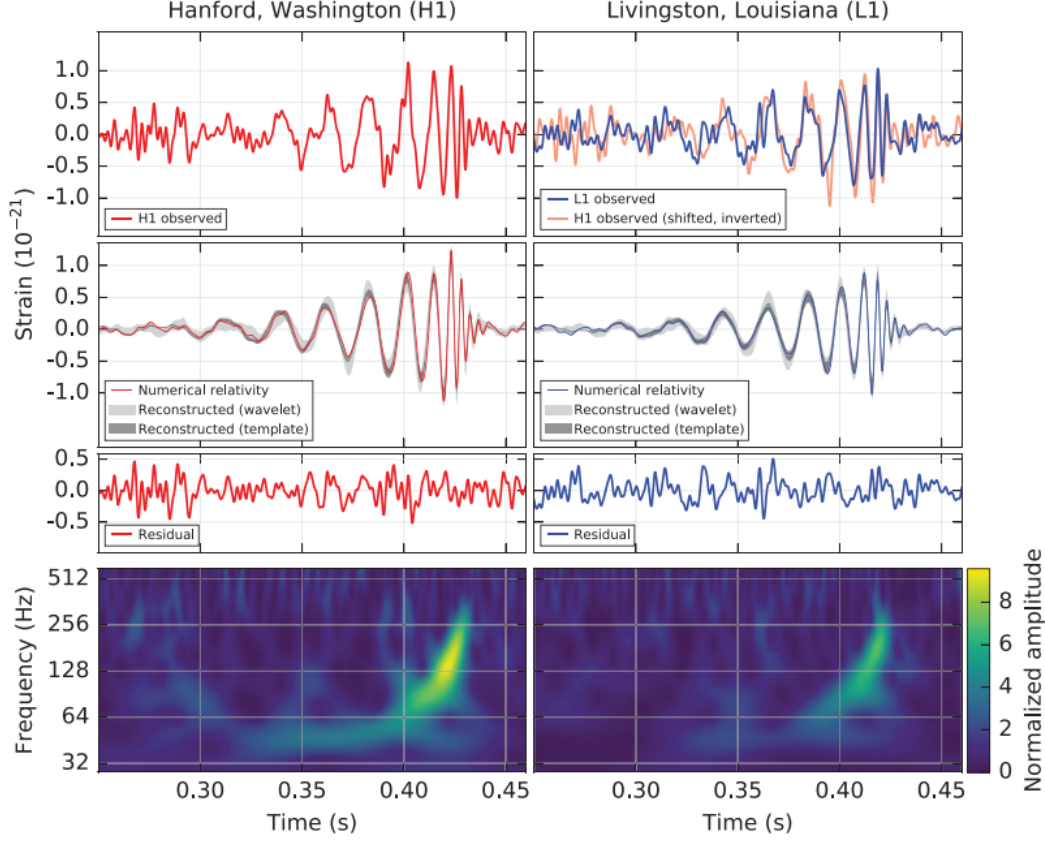 Hanford, Washington (H1)
Livingston, Louisiana (L1)
Strain (10⁻²¹)
1.0
0.5
0.0
-0.5
-1.0
H1 observed
L1 observed
H1 observed (shifted, inverted)
1.0
0.5
0.0
-0.5
-1.0
Numerical relativity
Reconstructed (wavelet)
Reconstructed (template)
Numerical relativity
Reconstructed (wavelet)
Reconstructed (template)
0.5
0.0
-0.5
Residual
Residual
Frequency (Hz)
512
256
128
64
32
0.30
0.35
0.40
0.45
Time (s)
0.30
0.35
0.40
0.45
Time (s)
Normalized amplitude
8
6
4
2
0